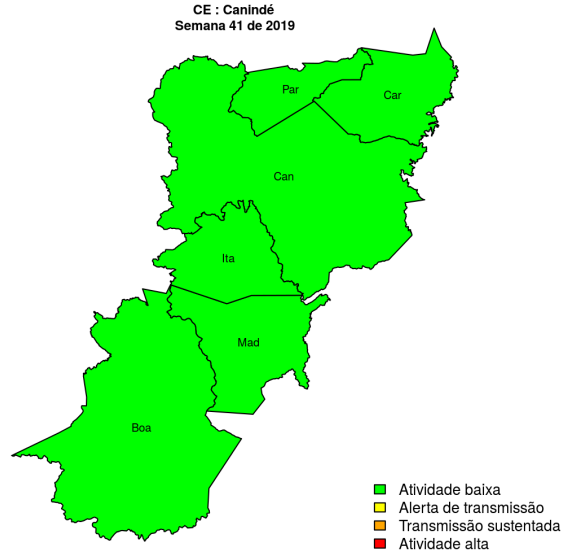 CE : Canindé
Semana 41 de 2019
Par
Car
Can
Ita
Mad
Boa
Atividade baixa
Alerta de transmissão
Transmissão sustentada
Atividade alta